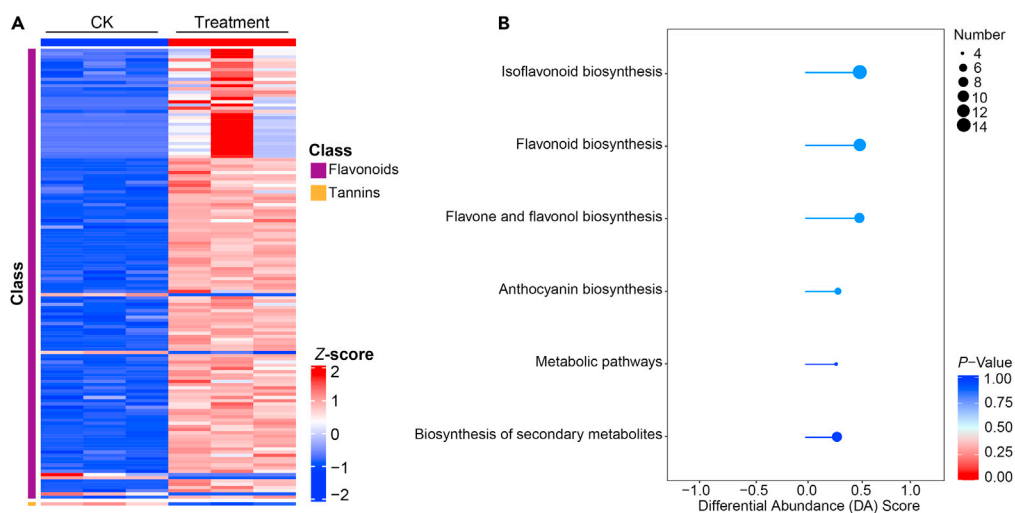 A
CK
Treatment
Class
Class
Flavonoids
Tannins
Z-score
2
1
0
−1
−2
B
Isoflavonoid biosynthesis
Flavonoid biosynthesis
Flavone and flavonol biosynthesis
Anthocyanin biosynthesis
Metabolic pathways
Biosynthesis of secondary metabolites
−1.0
−0.5
0.0
0.5
1.0
Differential Abundance (DA) Score
Number
4
6
8
10
12
14
P−Value
1.00
0.75
0.50
0.25
0.00